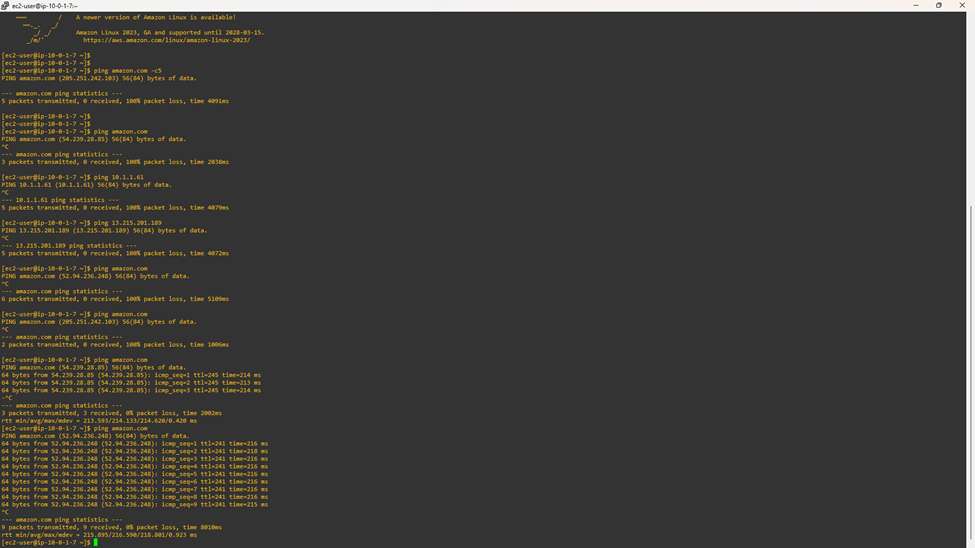 ec2-user@ip-10-0-1-7:~
~~~ / A newer version of Amazon Linux is available!
~~._. _/
_/ _/ Amazon Linux 2023, GA and supported until 2028-03-15.
_/m/' https://aws.amazon.com/linux/amazon-linux-2023/
[ec2-user@ip-10-0-1-7 ~]$
[ec2-user@ip-10-0-1-7 ~]$
[ec2-user@ip-10-0-1-7 ~]$ ping amazon.com -c5
PING amazon.com (205.251.242.103) 56(84) bytes of data.
--- amazon.com ping statistics ---
5 packets transmitted, 0 received, 100% packet loss, time 4091ms
[ec2-user@ip-10-0-1-7 ~]$
[ec2-user@ip-10-0-1-7 ~]$
[ec2-user@ip-10-0-1-7 ~]$ ping amazon.com
PING amazon.com (54.239.28.85) 56(84) bytes of data.
^C
--- amazon.com ping statistics ---
3 packets transmitted, 0 received, 100% packet loss, time 2038ms
[ec2-user@ip-10-0-1-7 ~]$ ping 10.1.1.61
PING 10.1.1.61 (10.1.1.61) 56(84) bytes of data.
^C
--- 10.1.1.61 ping statistics ---
5 packets transmitted, 0 received, 100% packet loss, time 4079ms
[ec2-user@ip-10-0-1-7 ~]$ ping 13.215.201.189
PING 13.215.201.189 (13.215.201.189) 56(84) bytes of data.
^C
--- 13.215.201.189 ping statistics ---
5 packets transmitted, 0 received, 100% packet loss, time 4072ms
[ec2-user@ip-10-0-1-7 ~]$ ping amazon.com
PING amazon.com (52.94.236.248) 56(84) bytes of data.
^C
--- amazon.com ping statistics ---
6 packets transmitted, 0 received, 100% packet loss, time 5109ms
[ec2-user@ip-10-0-1-7 ~]$ ping amazon.com
PING amazon.com (205.251.242.103) 56(84) bytes of data.
^C
--- amazon.com ping statistics ---
2 packets transmitted, 0 received, 100% packet loss, time 1006ms
[ec2-user@ip-10-0-1-7 ~]$ ping amazon.com
PING amazon.com (54.239.28.85) 56(84) bytes of data.
64 bytes from 54.239.28.85 (54.239.28.85): icmp_seq=1 ttl=245 time=214 ms
64 bytes from 54.239.28.85 (54.239.28.85): icmp_seq=2 ttl=245 time=213 ms
64 bytes from 54.239.28.85 (54.239.28.85): icmp_seq=3 ttl=245 time=214 ms
-^C
--- amazon.com ping statistics ---
3 packets transmitted, 3 received, 0% packet loss, time 2002ms
rtt min/avg/max/mdev = 213.593/214.133/214.620/0.420 ms
[ec2-user@ip-10-0-1-7 ~]$ ping amazon.com
PING amazon.com (52.94.236.248) 56(84) bytes of data.
64 bytes from 52.94.236.248 (52.94.236.248): icmp_seq=1 ttl=241 time=216 ms
64 bytes from 52.94.236.248 (52.94.236.248): icmp_seq=2 ttl=241 time=218 ms
64 bytes from 52.94.236.248 (52.94.236.248): icmp_seq=3 ttl=241 time=216 ms
64 bytes from 52.94.236.248 (52.94.236.248): icmp_seq=4 ttl=241 time=216 ms
64 bytes from 52.94.236.248 (52.94.236.248): icmp_seq=5 ttl=241 time=216 ms
64 bytes from 52.94.236.248 (52.94.236.248): icmp_seq=6 ttl=241 time=216 ms
64 bytes from 52.94.236.248 (52.94.236.248): icmp_seq=7 ttl=241 time=216 ms
64 bytes from 52.94.236.248 (52.94.236.248): icmp_seq=8 ttl=241 time=216 ms
64 bytes from 52.94.236.248 (52.94.236.248): icmp_seq=9 ttl=241 time=215 ms
^C
--- amazon.com ping statistics ---
9 packets transmitted, 9 received, 0% packet loss, time 8010ms
rtt min/avg/max/mdev = 215.895/216.590/218.801/0.923 ms
[ec2-user@ip-10-0-1-7 ~]$